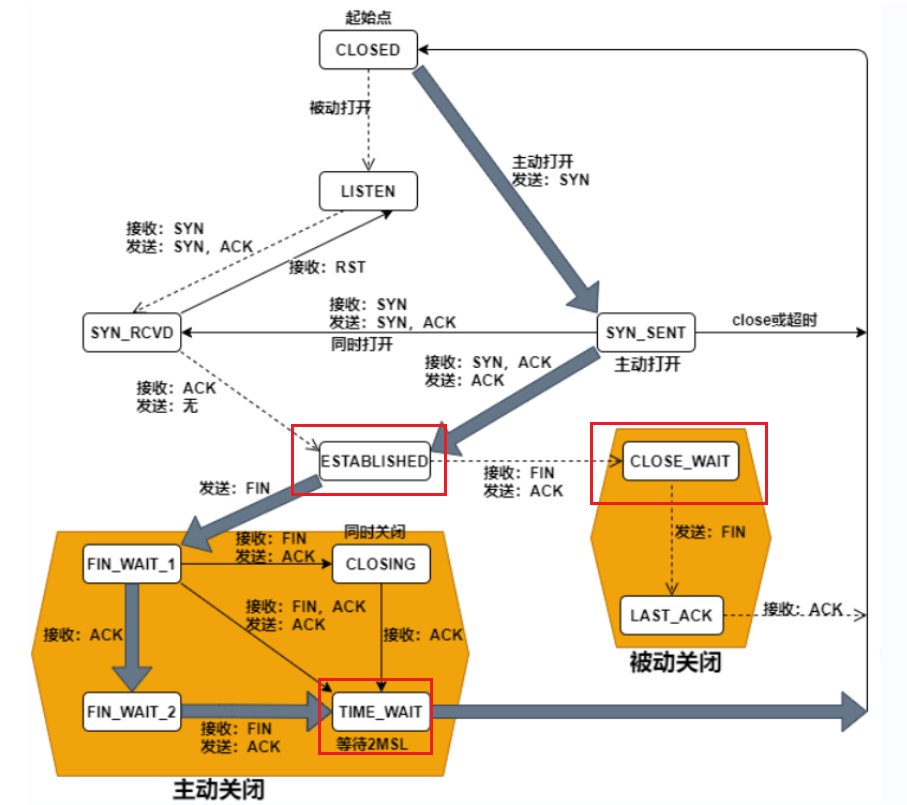 起始点
CLOSED
被动打开
主动打开
发送：SYN
LISTEN
接收：SYN
发送：SYN，ACK
接收：RST
接收：SYN
发送：SYN，ACK
同时打开
SYN_RCVD
SYN_SENT
主动打开
close或超时
接收：SYN，ACK
发送：ACK
接收：ACK
发送：无
ESTABLISHED
接收：FIN
发送：ACK
CLOSE_WAIT
发送：FIN
发送：FIN
同时关闭
接收：FIN
发送：ACK
FIN_WAIT_1
CLOSING
接收：FIN，ACK
发送：ACK
接收：ACK
接收：ACK
LAST_ACK
接收：ACK
被动关闭
FIN_WAIT_2
接收：FIN
发送：ACK
TIME_WAIT
等待2MSL
主动关闭